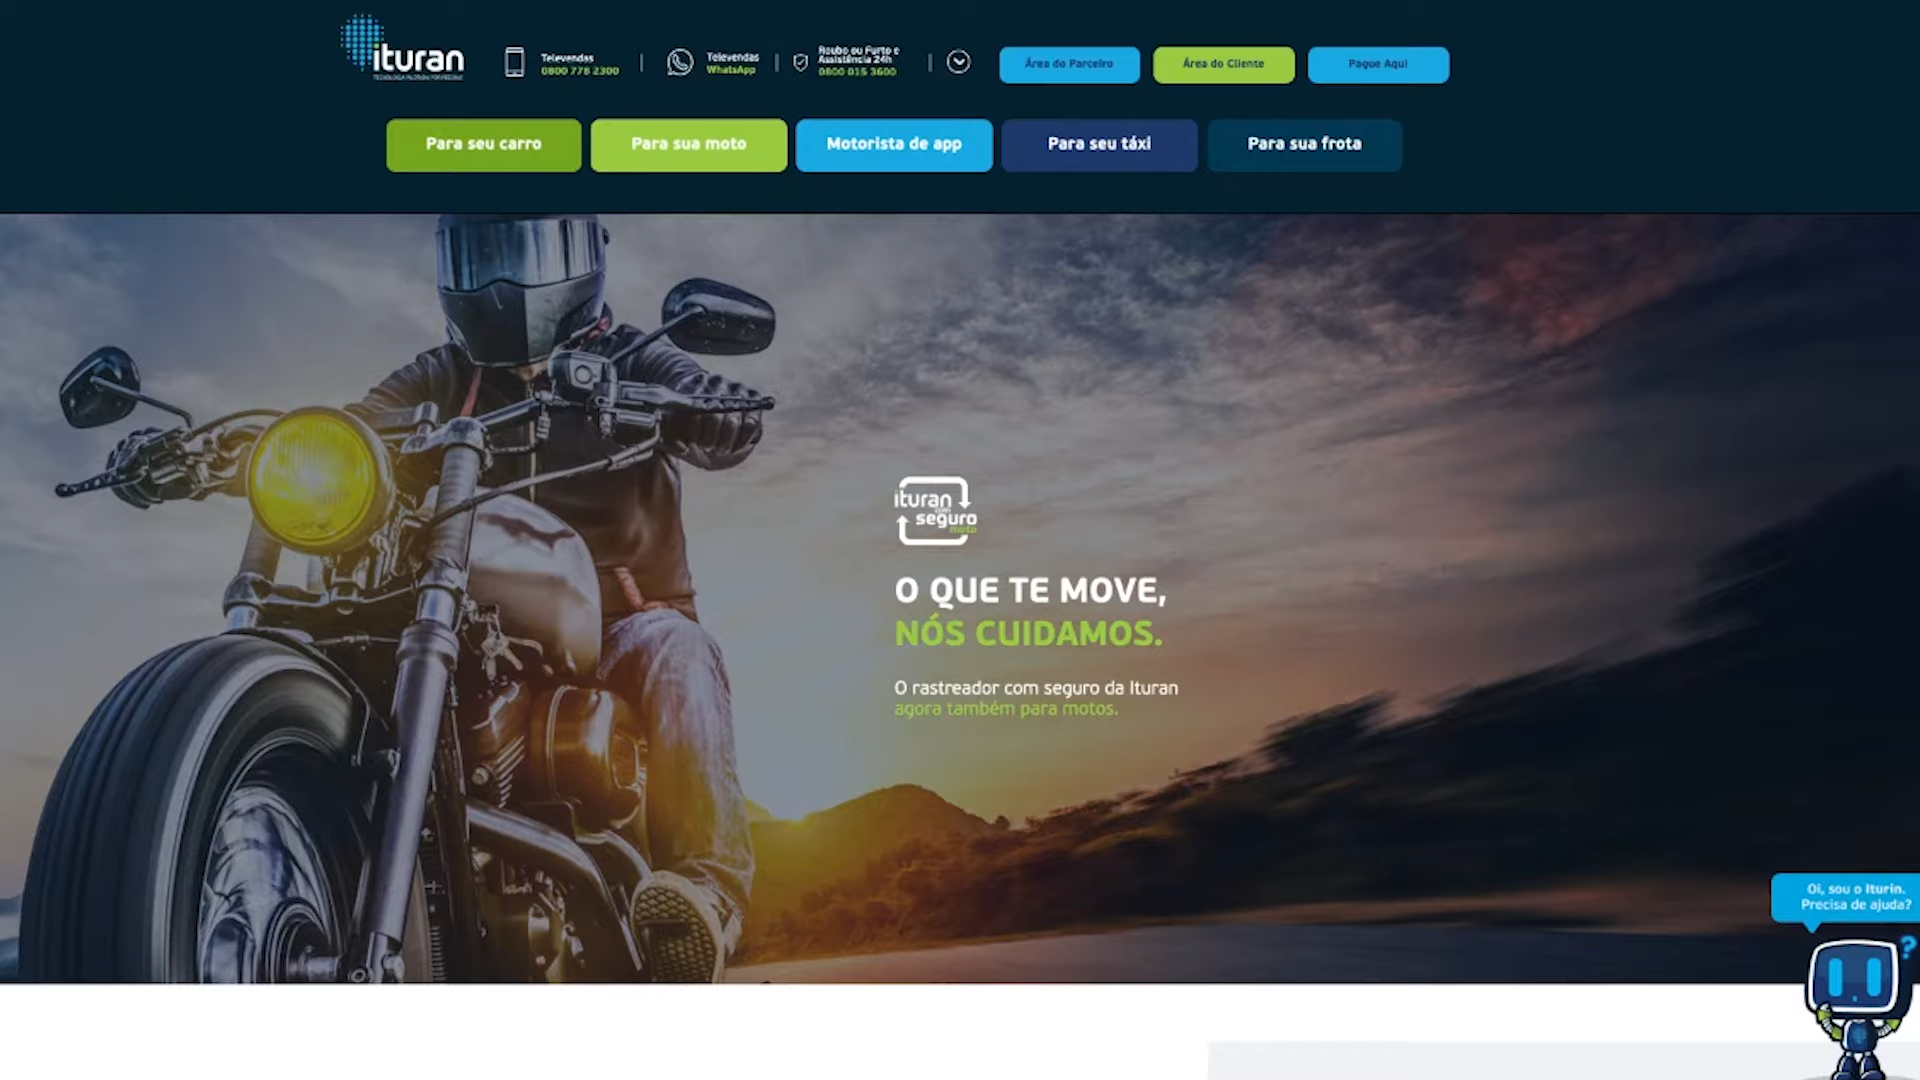 ituran
Televendas
0800 778 2300
Televendas
WhatsApp
Roubo ou Furto e
Assistência 24h
0800 015 3600
Área do Parceiro
Área do Cliente
Pague Aqui
Para seu carro
Para sua moto
Motorista de app
Para seu táxi
Para sua frota
ituran
com
seguro
moto
O QUE TE MOVE,
NÓS CUIDAMOS.
O rastreador com seguro da Ituran
agora também para motos.
Oi, sou o Iturin.
Precisa de ajuda?
?